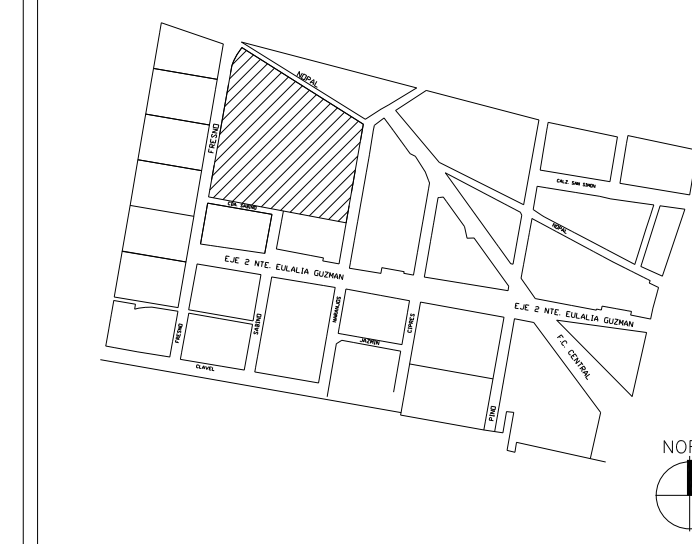 NOPAL
FRESNO
CALZ. SAN SIMON
CDA. SABINO
NOPAL
EJE 2 NTE. EULALIA GUZMAN
NARANJOS
EJE 2 NTE. EULALIA GUZMAN
SABINO
CIPRES
FRESNO
JAZMIN
F.C. CENTRAL
CLAVEL
PINO